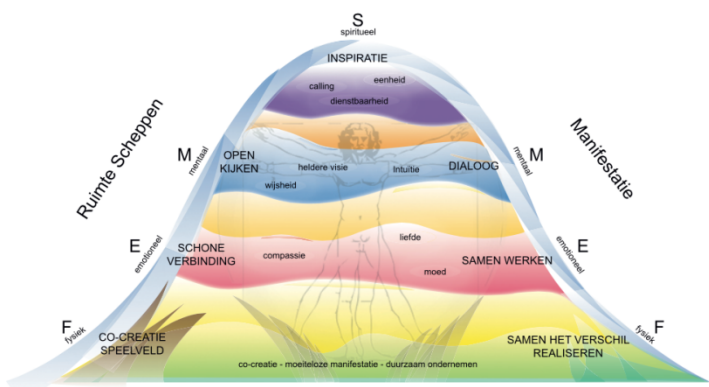 S
spiritueel
INSPIRATIE
calling
eenheid
dienstbaarheid
Ruimte Scheppen
Manifestatie
M
mentaal
OPEN
KIJKEN
heldere visie
Intuïtie
wijsheid
DIALOOG
M
mentaal
E
emotioneel
SCHONE
VERBINDING
compassie
liefde
moed
SAMEN WERKEN
E
emotioneel
F
fysiek
CO-CREATIE
SPEELVELD
SAMEN HET VERSCHIL
REALISEREN
F
fysiek
co-creatie - moeiteloze manifestatie - duurzaam ondernemen